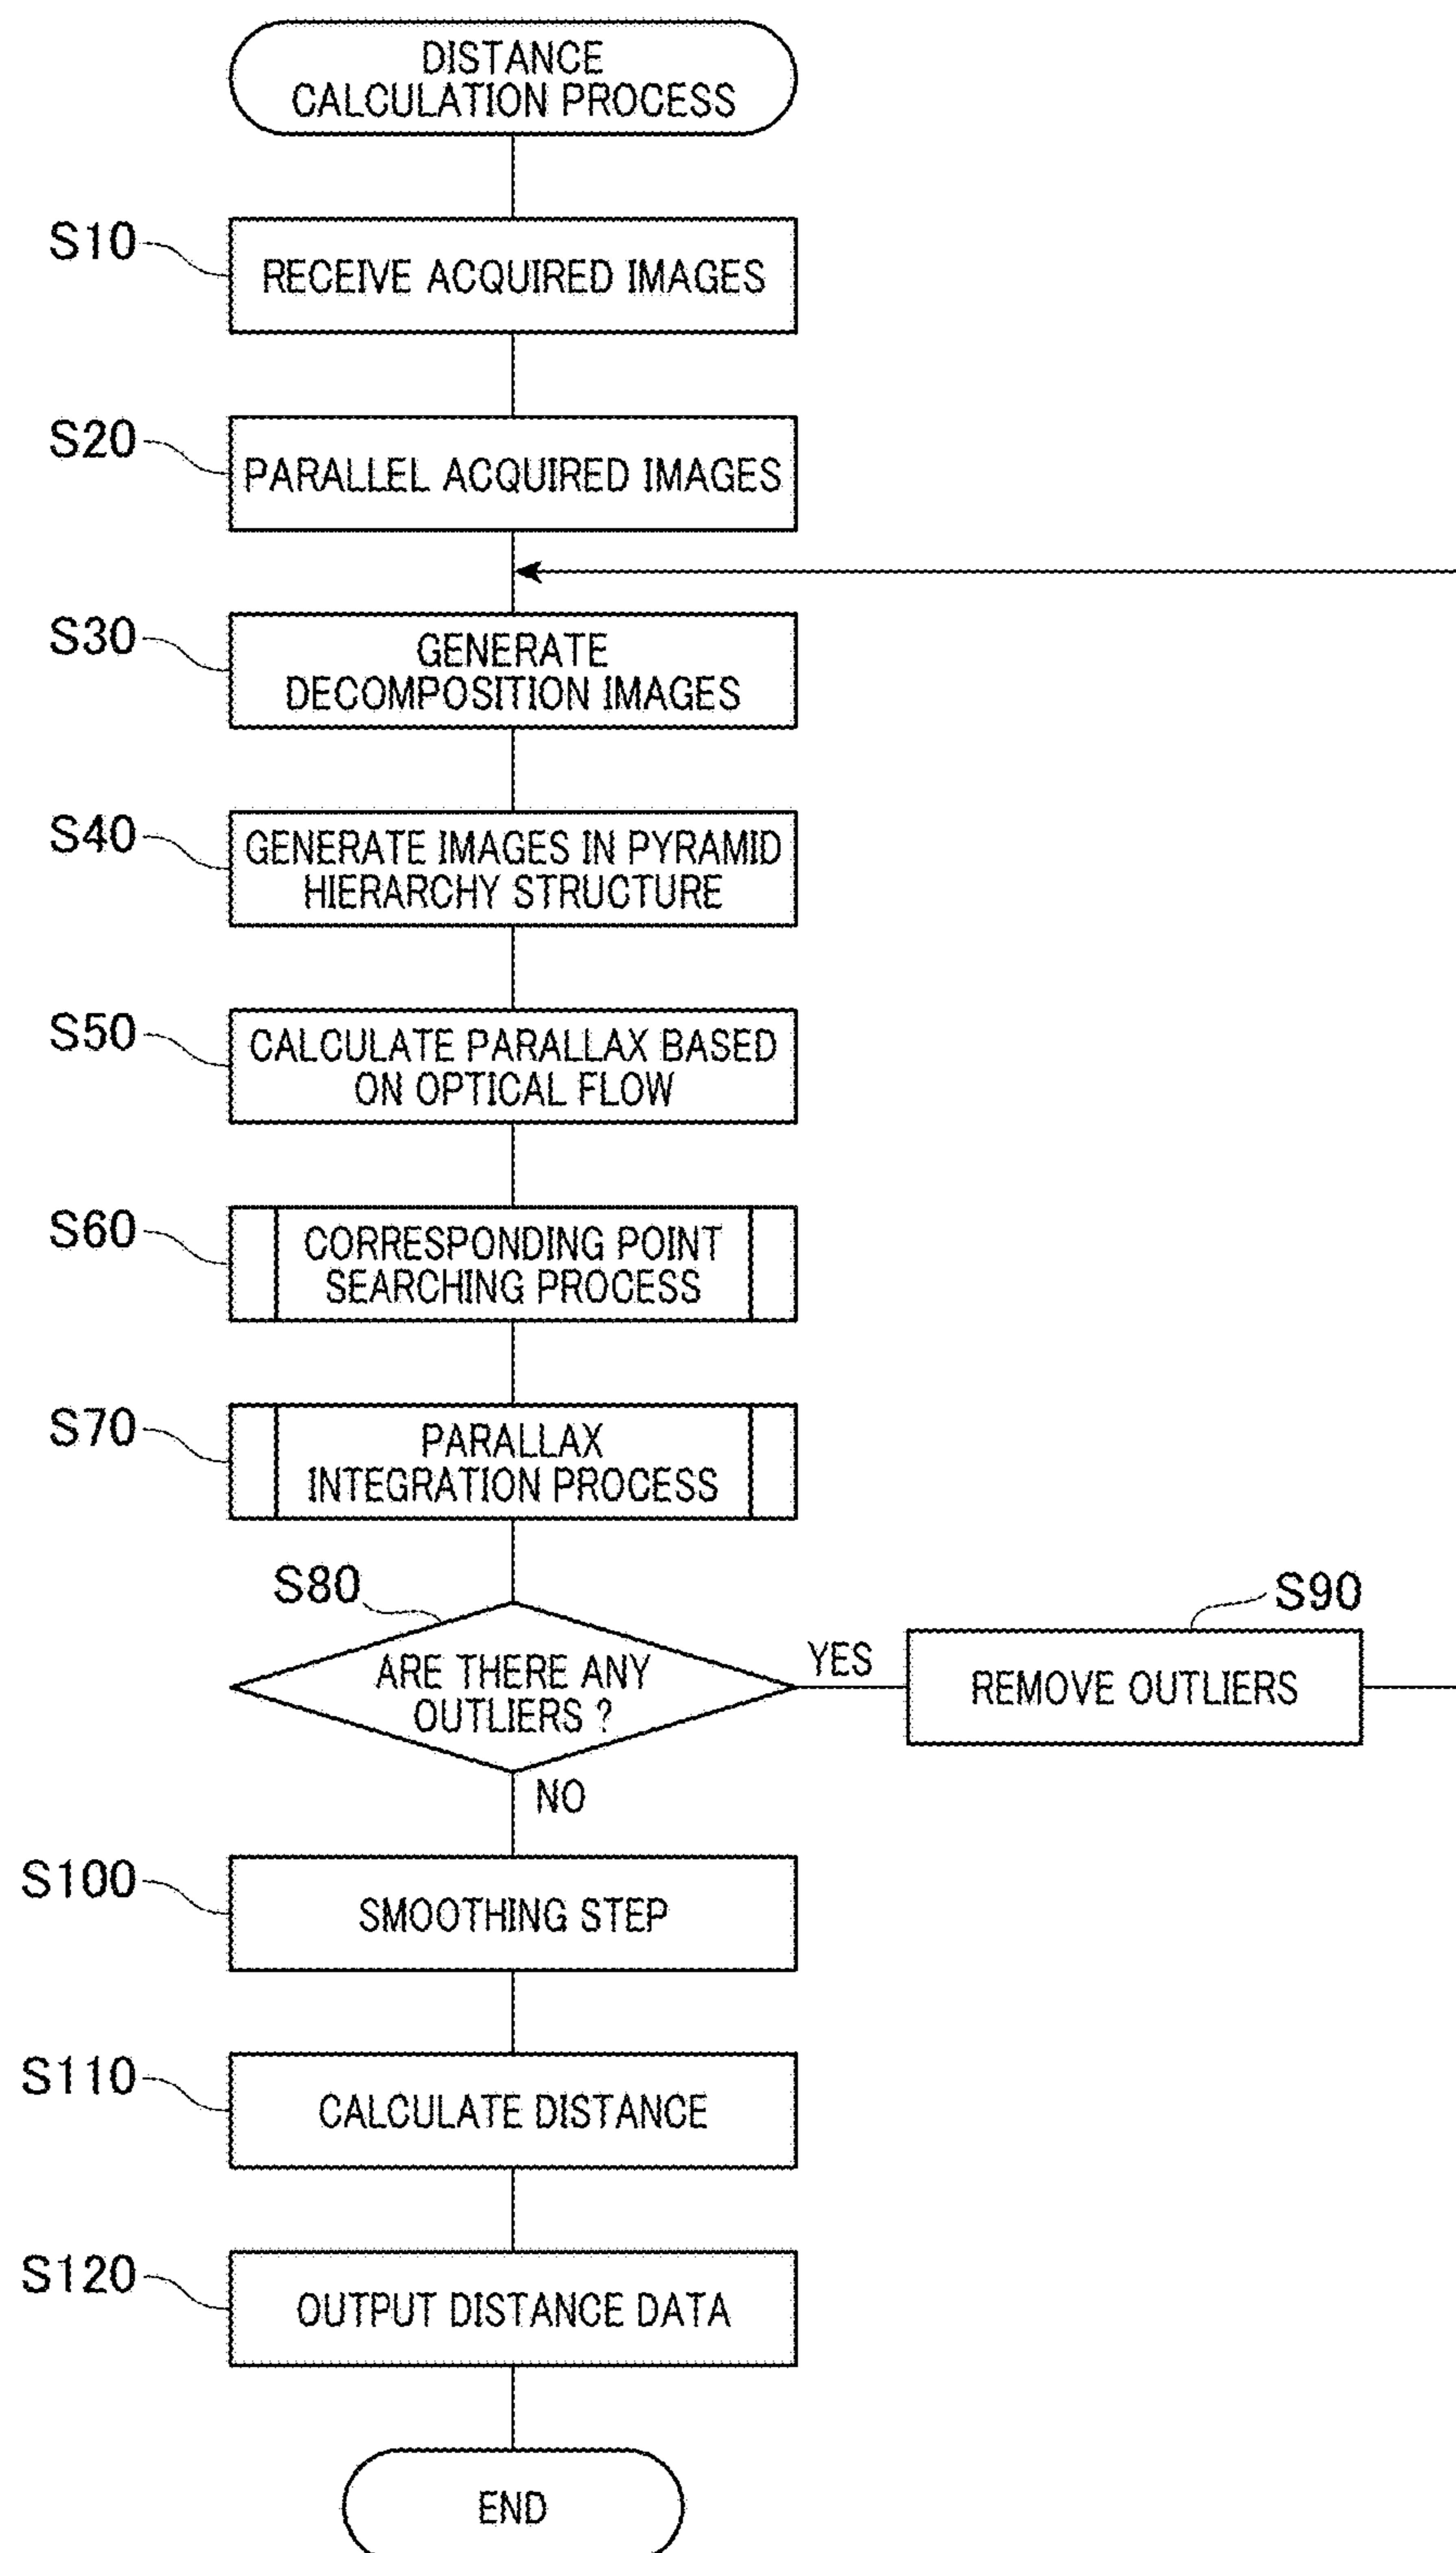 DISTANCE
CALCULATION PROCESS
S10
RECEIVE ACQUIRED IMAGES
S20
PARALLEL ACQUIRED IMAGES
S30
GENERATE
DECOMPOSITION IMAGES
S40
GENERATE IMAGES IN PYRAMID
HIERARCHY STRUCTURE
S50
CALCULATE PARALLAX BASED
ON OPTICAL FLOW
S60
CORRESPONDING POINT
SEARCHING PROCESS
S70
PARALLAX
INTEGRATION PROCESS
S80
ARE THERE ANY
OUTLIERS ?
YES
S90
REMOVE OUTLIERS
NO
S100
SMOOTHING STEP
S110
CALCULATE DISTANCE
S120
OUTPUT DISTANCE DATA
END